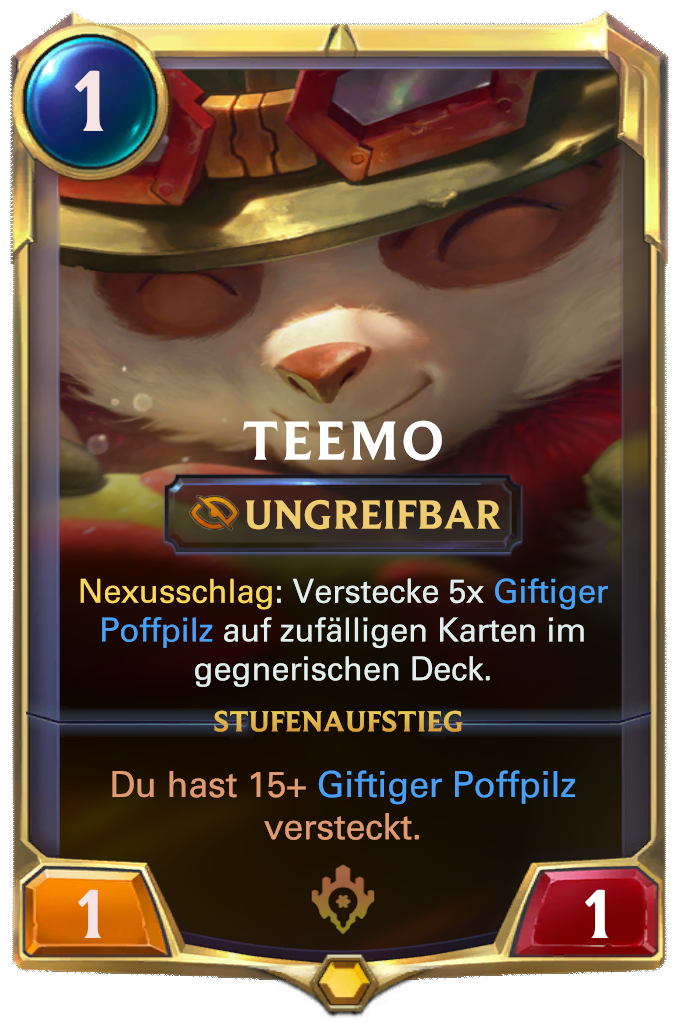 1
TEEMO
UNGREIFBAR
Nexusschlag: Verstecke 5x Giftiger
Poffpilz auf zufälligen Karten im
gegnerischen Deck.
STUFENAUFSTIEG
Du hast 15+ Giftiger Poffpilz
versteckt.
1
1